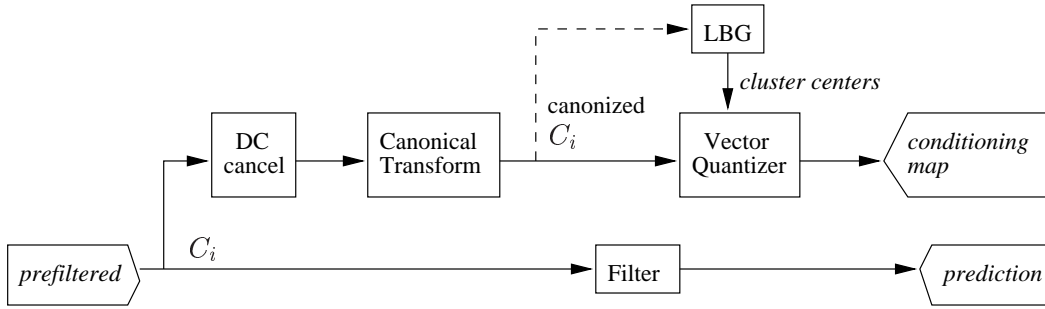 LBG
cluster centers
canonized
C_i
DC
cancel
Canonical
Transform
Vector
Quantizer
conditioning
map
C_i
prefiltered
Filter
prediction